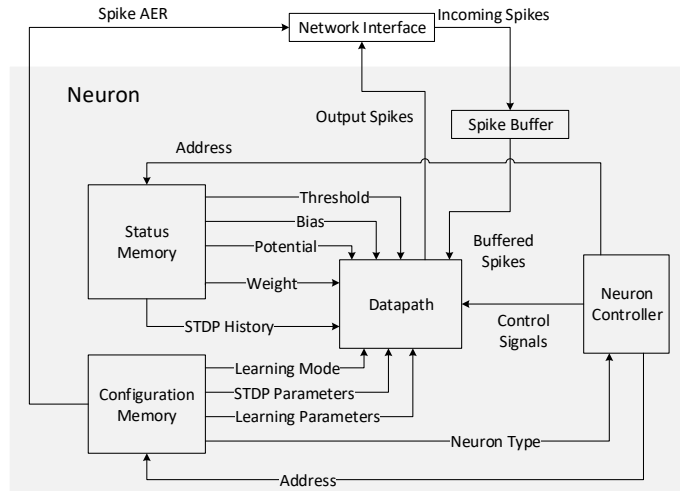 Spike AER
Network Interface
Incoming Spikes
Neuron
Output Spikes
Spike Buffer
Address
Status
Memory
Threshold
Bias
Potential
Weight
STDP History
Buffered
Spikes
Datapath
Control
Signals
Neuron
Controller
Configuration
Memory
Learning Mode
STDP Parameters
Learning Parameters
Neuron Type
Address